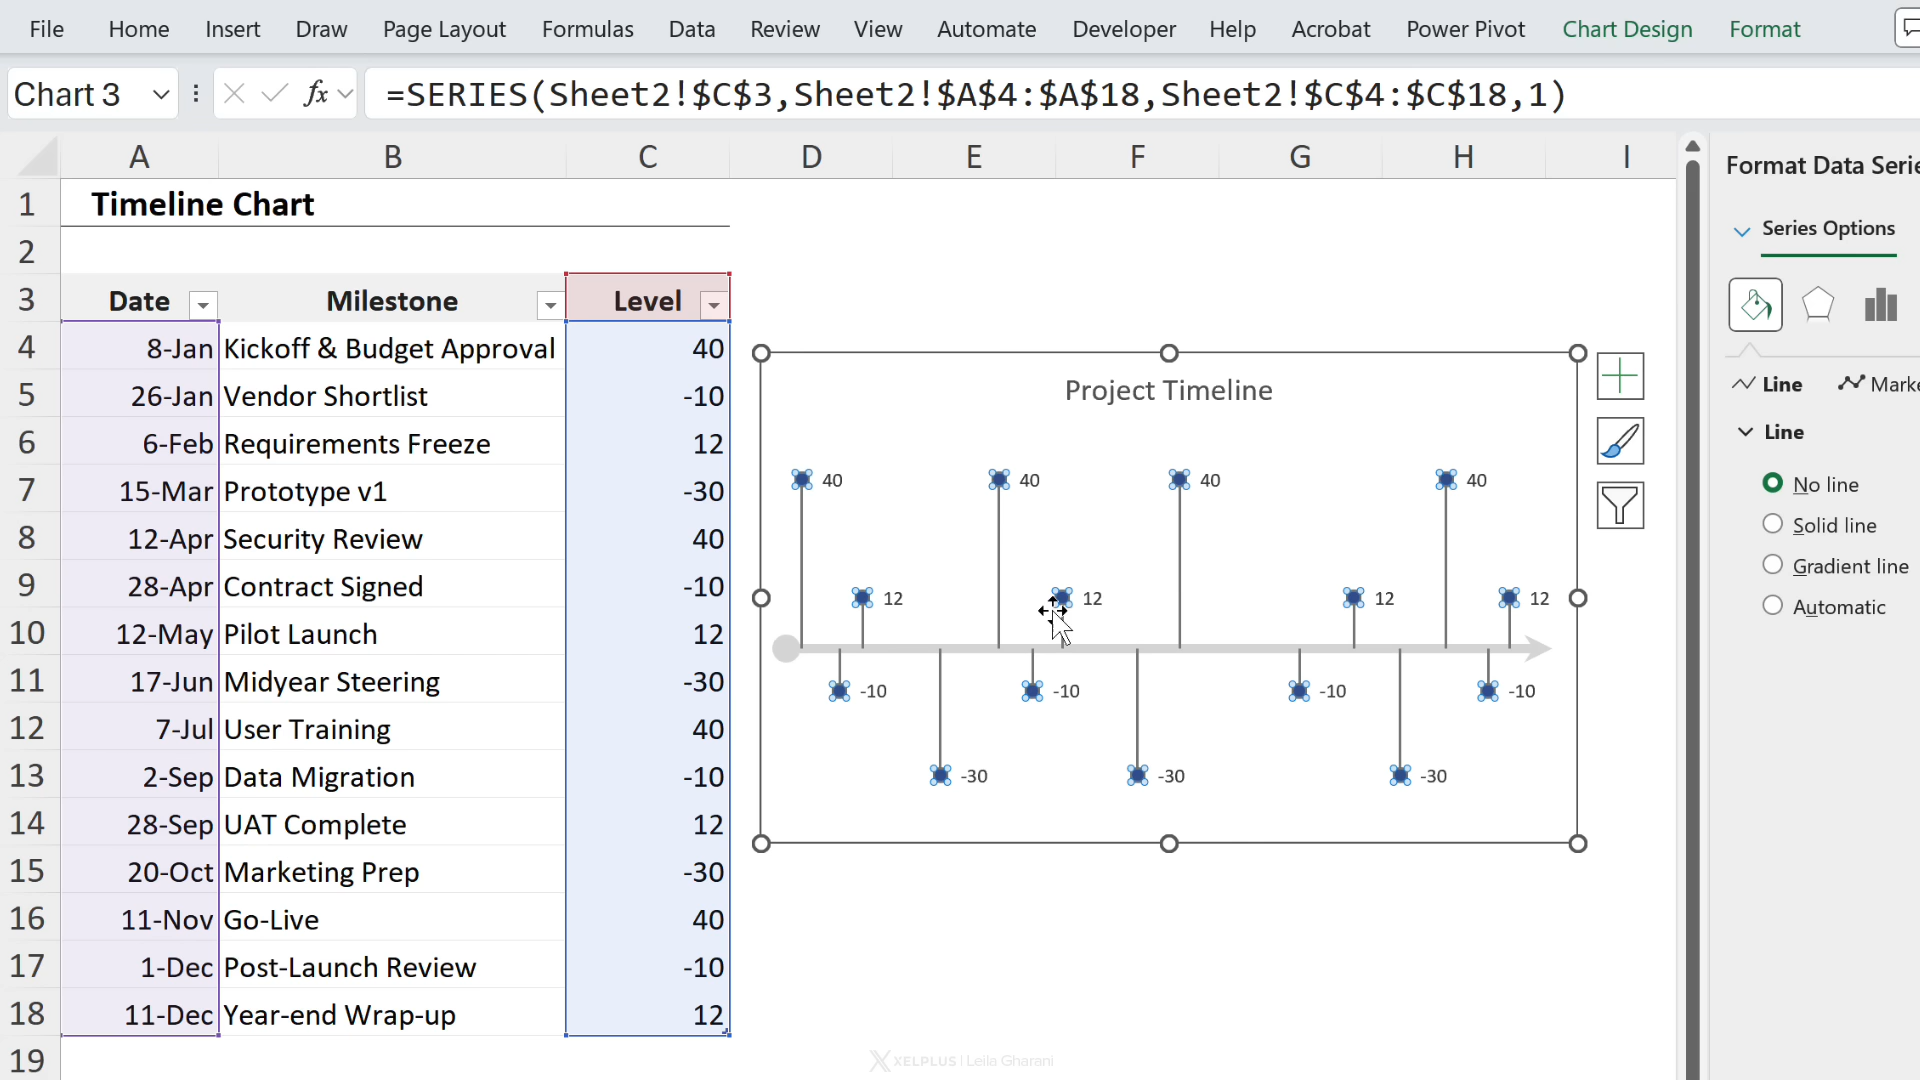 File Home Insert Draw Page Layout Formulas Data Review View Automate Developer Help Acrobat Power Pivot Chart Design Format
Chart 3 fx =SERIES(Sheet2!$C$3,Sheet2!$A$4:$A$18,Sheet2!$C$4:$C$18,1)
A B C D E F G H I
1 Timeline Chart
2
3 Date Milestone Level
4 8-Jan Kickoff & Budget Approval 40
5 26-Jan Vendor Shortlist -10
6 6-Feb Requirements Freeze 12
7 15-Mar Prototype v1 -30
8 12-Apr Security Review 40
9 28-Apr Contract Signed -10
10 12-May Pilot Launch 12
11 17-Jun Midyear Steering -30
12 7-Jul User Training 40
13 2-Sep Data Migration -10
14 28-Sep UAT Complete 12
15 20-Oct Marketing Prep -30
16 11-Nov Go-Live 40
17 1-Dec Post-Launch Review -10
18 11-Dec Year-end Wrap-up 12
19
Project Timeline
40 40 40 40
12 12 12 12
-10 -10 -10 -10
-30 -30 -30
XELPLUS | Leila Gharani
Format Data Serie
Series Options
Line Marke
Line
No line
Solid line
Gradient line
Automatic